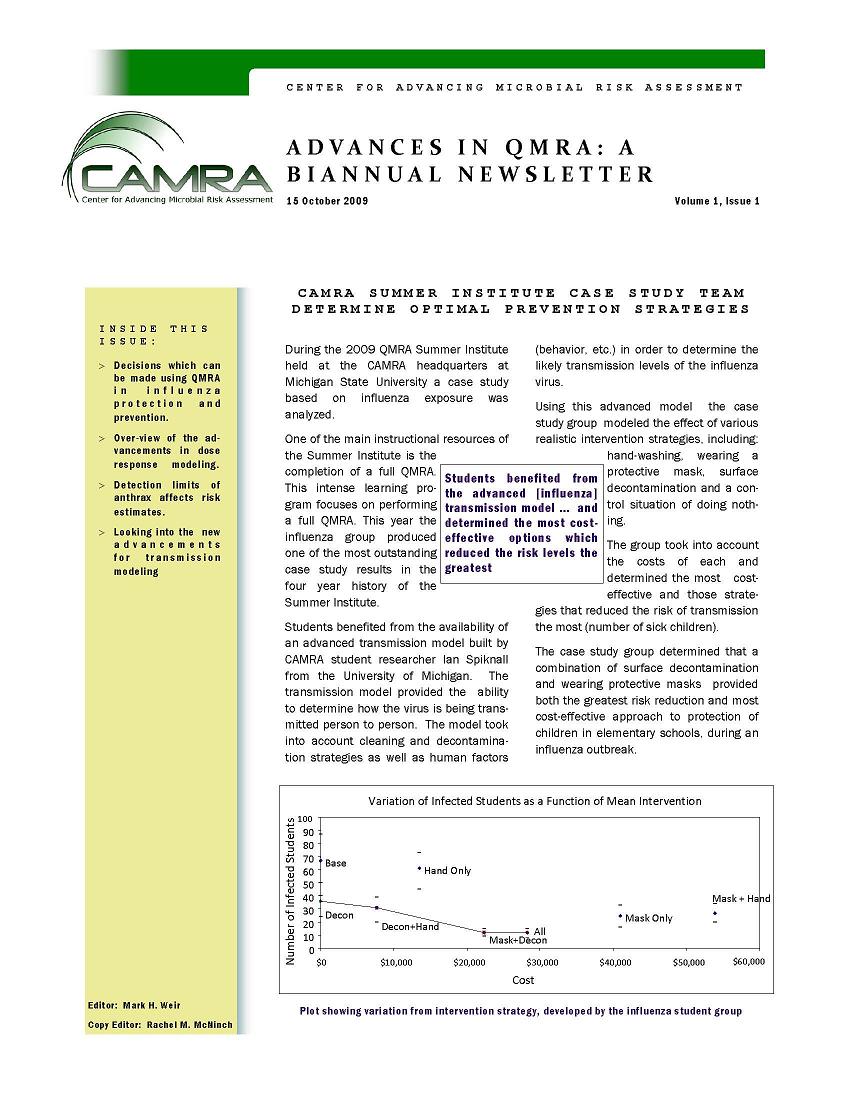 CENTER FOR ADVANCING MICROBIAL RISK ASSESSMENT
CAMRA
Center for Advancing Microbial Risk Assessment
ADVANCES IN QMRA: A
BIANNUAL NEWSLETTER
15 October 2009
Volume 1, Issue 1
INSIDE THIS
ISSUE:
> Decisions which can
be made using QMRA
in influenza
protection and
prevention.
> Over-view of the ad-
vancements in dose
response modeling.
> Detection limits of
anthrax affects risk
estimates.
> Looking into the new
advancements
for transmission
modeling
Editor: Mark H. Weir
Copy Editor: Rachel M. McNinch
CAMRA SUMMER INSTITUTE CASE STUDY TEAM
DETERMINE OPTIMAL PREVENTION STRATEGIES
During the 2009 QMRA Summer Institute
held at the CAMRA headquarters at
Michigan State University a case study
based on influenza exposure was
analyzed.
One of the main instructional resources of
the Summer Institute is the
completion of a full QMRA.
This intense learning pro-
gram focuses on performing
a full QMRA. This year the
influenza group produced
one of the most outstanding
case study results in the
four year history of the
Summer Institute.
Students benefited from the availability of
an advanced transmission model built by
CAMRA student researcher Ian Spiknall
from the University of Michigan. The
transmission model provided the ability
to determine how the virus is being trans-
mitted person to person. The model took
into account cleaning and decontamina-
tion strategies as well as human factors
Students benefited from
the advanced [influenza]
transmission model ... and
determined the most cost-
effective options which
reduced the risk levels the
greatest
(behavior, etc.) in order to determine the
likely transmission levels of the influenza
virus.
Using this advanced model the case
study group modeled the effect of various
realistic intervention strategies, including:
hand-washing, wearing a
protective mask, surface
decontamination and a con-
trol situation of doing noth-
ing.
The group took into account
the costs of each and
determined the most cost-
effective and those strate-
gies that reduced the risk of transmission
the most (number of sick children).
The case study group determined that a
combination of surface decontamination
and wearing protective masks provided
both the greatest risk reduction and most
cost-effective approach to protection of
children in elementary schools, during an
influenza outbreak.
Variation of Infected Students as a Function of Mean Intervention
Number of Infected Students
100
90
80
70
60
50
40
30
20
10
0
Base
Hand Only
Decon
Decon+Hand
Mask+Decon
All
Mask Only
Mask + Hand
$0
$10,000
$20,000
$30,000
$40,000
$50,000
$60,000
Cost
Plot showing variation from intervention strategy, developed by the influenza student group